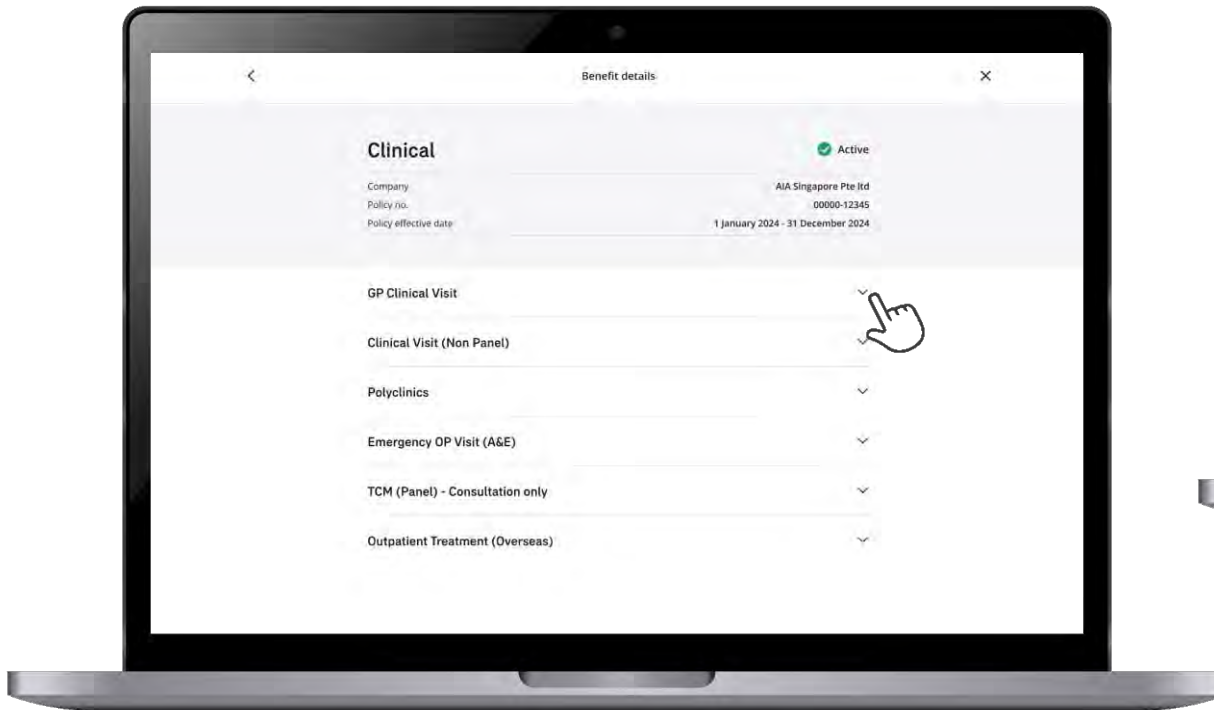 Benefit details
Clinical
Active
Company
AIA Singapore Pte ltd
Policy no.
00000-12345
Policy effective date
1 January 2024 - 31 December 2024
GP Clinical Visit
Clinical Visit (Non Panel)
Polyclinics
Emergency OP Visit (A&E)
TCM (Panel) - Consultation only
Outpatient Treatment (Overseas)